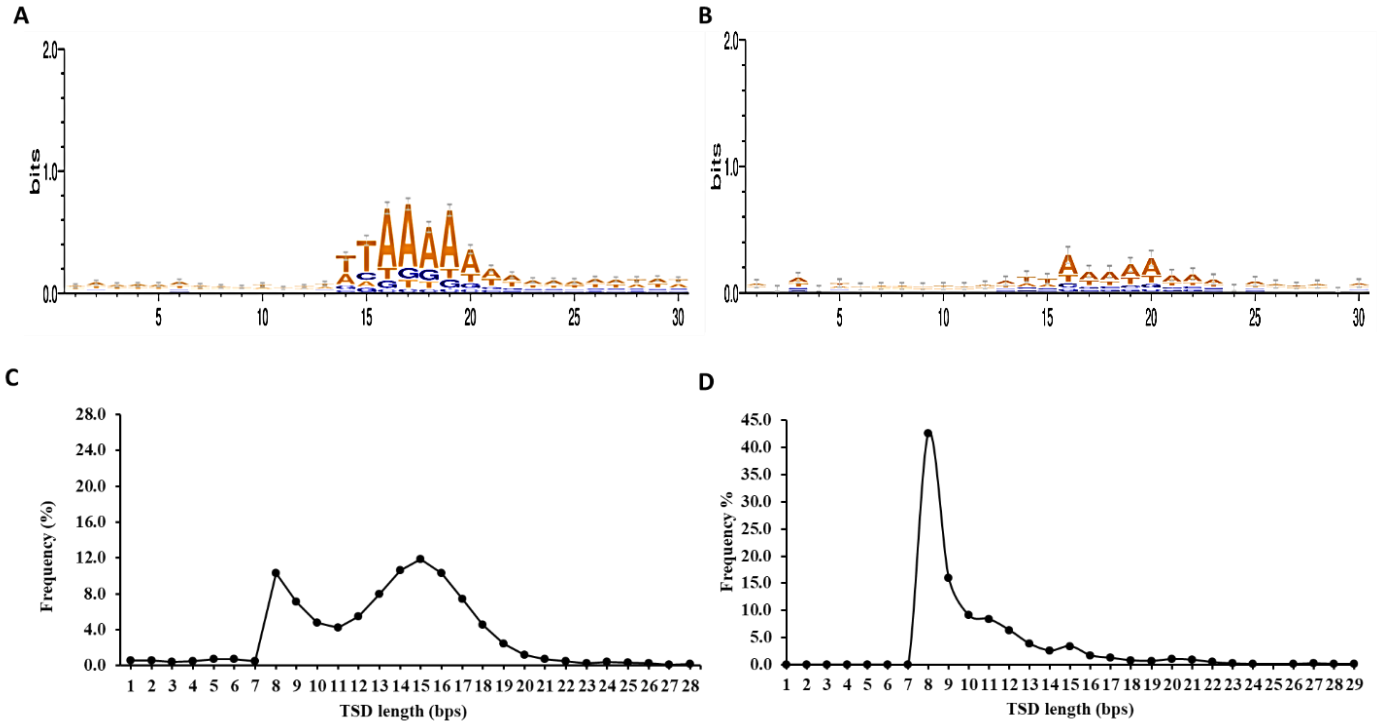 A
B
2.0
1.0
0.0
bits
5 10 15 20 25 30
2.0
1.0
0.0
bits
5 10 15 20 25 30
C
D
28.0
24.0
20.0
16.0
12.0
8.0
4.0
0.0
Frequency (%)
1 2 3 4 5 6 7 8 9 10 11 12 13 14 15 16 17 18 19 20 21 22 23 24 25 26 27 28
TSD length (bps)
45.0
40.0
35.0
30.0
25.0
20.0
15.0
10.0
5.0
0.0
Frequency %
1 2 3 4 5 6 7 8 9 10 11 12 13 14 15 16 17 18 19 20 21 22 23 24 25 26 27 28 29
TSD length (bps)